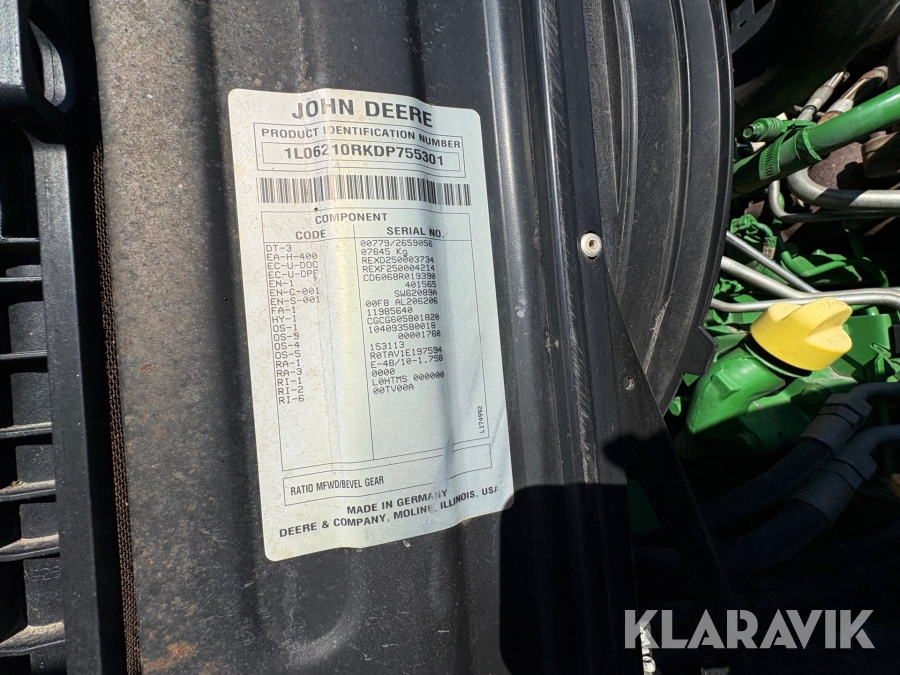 JOHN DEERE
PRODUCT IDENTIFICATION NUMBER
1L06210RKDP755301
COMPONENT
CODE SERIAL NO.
DT-3 00779/2659056
EA-H-400 07845 Kg
EC-U-DOC REXD250003734
EC-U-DPF REXF250004214
EN-1 CD6068R019390
EN-C-001 401565
EN-S-001 SW62089A
FA-1 00F8 AL206206
HY-1 11985640
OS-1 CGCG605801820
OS-3 104093580018
OS-4 00001760
OS-5 153113
RA-1 R0TAV1E197594
RA-3 E-48/10-1.758
RI-1 0000
RI-2 L0HTMS 000000
RI-6 00TV00A
L174992
RATIO MFWD/BEVEL GEAR
MADE IN GERMANY
DEERE & COMPANY, MOLINE, ILLINOIS, USA
KLARAVIK